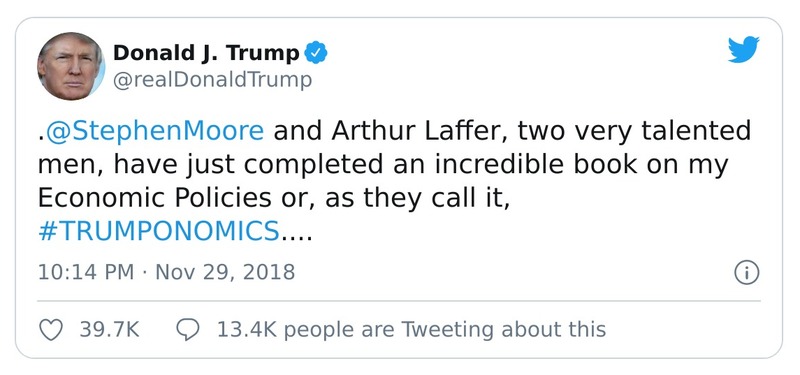 Donald J. Trump
@realDonaldTrump
.@StephenMoore and Arthur Laffer, two very talented
men, have just completed an incredible book on my
Economic Policies or, as they call it,
#TRUMPONOMICS....
10:14 PM · Nov 29, 2018
39.7K 13.4K people are Tweeting about this